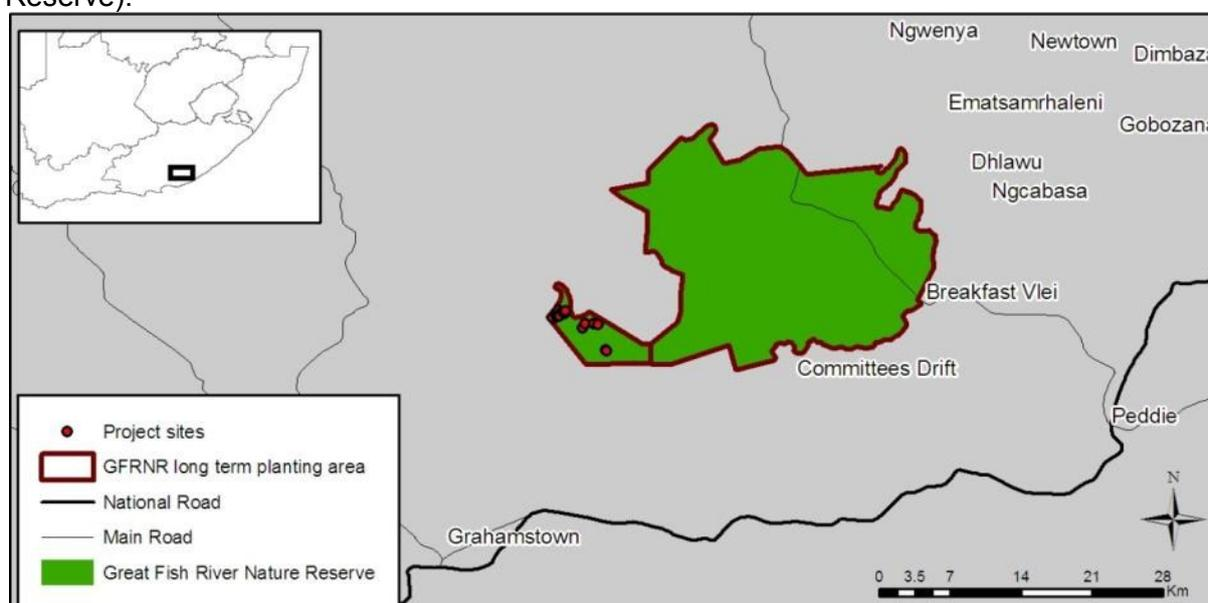 Reserve).
Ngwenya
Newtown
Dimbaza
Ematsamrhaleni
Gobozana
Dhlawu
Ngcabasa
Breakfast Vlei
Committees Drift
Peddie
Grahamstown
Project sites
GFRNR long term planting area
National Road
Main Road
Great Fish River Nature Reserve
N
0 3.5 7 14 21 28
Km